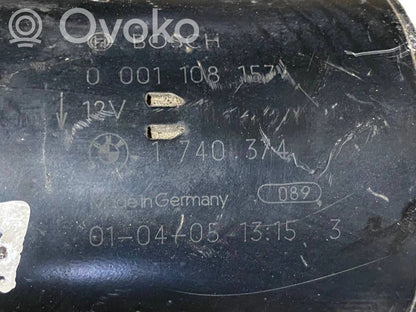 Ovoko
BOSCH
0 001 108 157
12V
1 740 374
Made in Germany
089
01-04-05 13:15 3